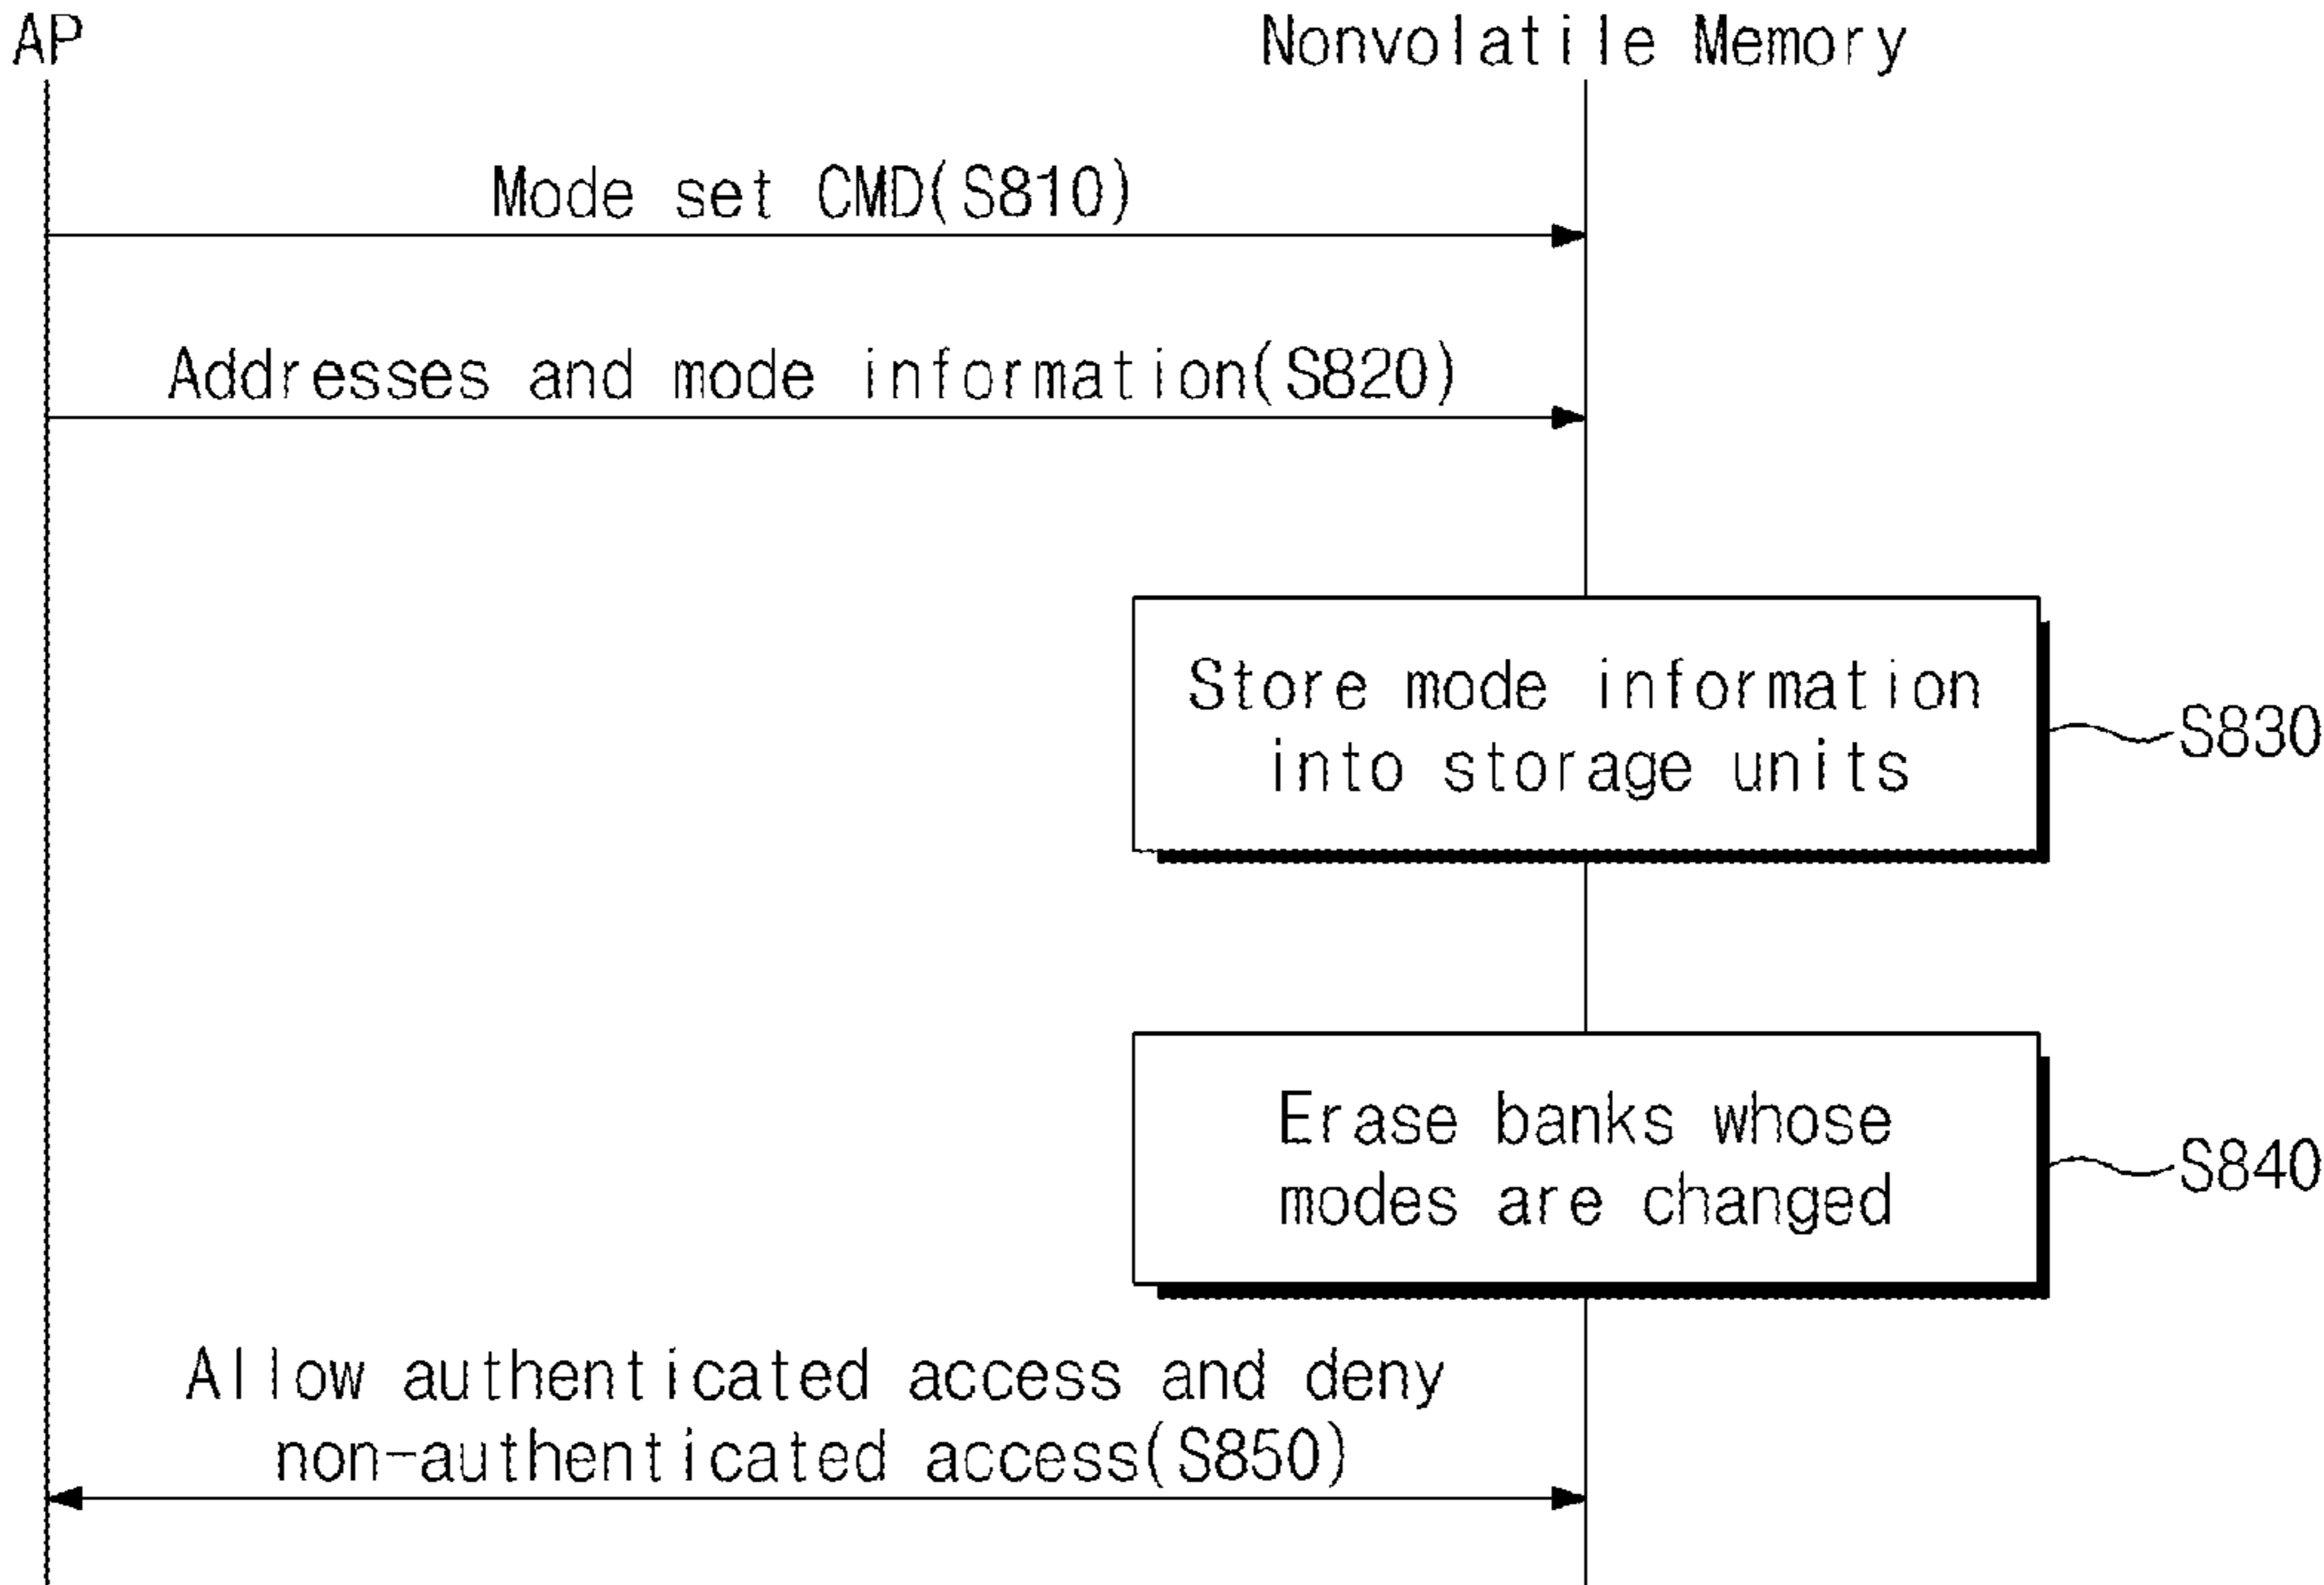 AP
Nonvolatile Memory
Mode set CMD(S810)
Addresses and mode information(S820)
Store mode information
into storage units
S830
Erase banks whose
modes are changed
S840
Allow authenticated access and deny
non-authenticated access(S850)